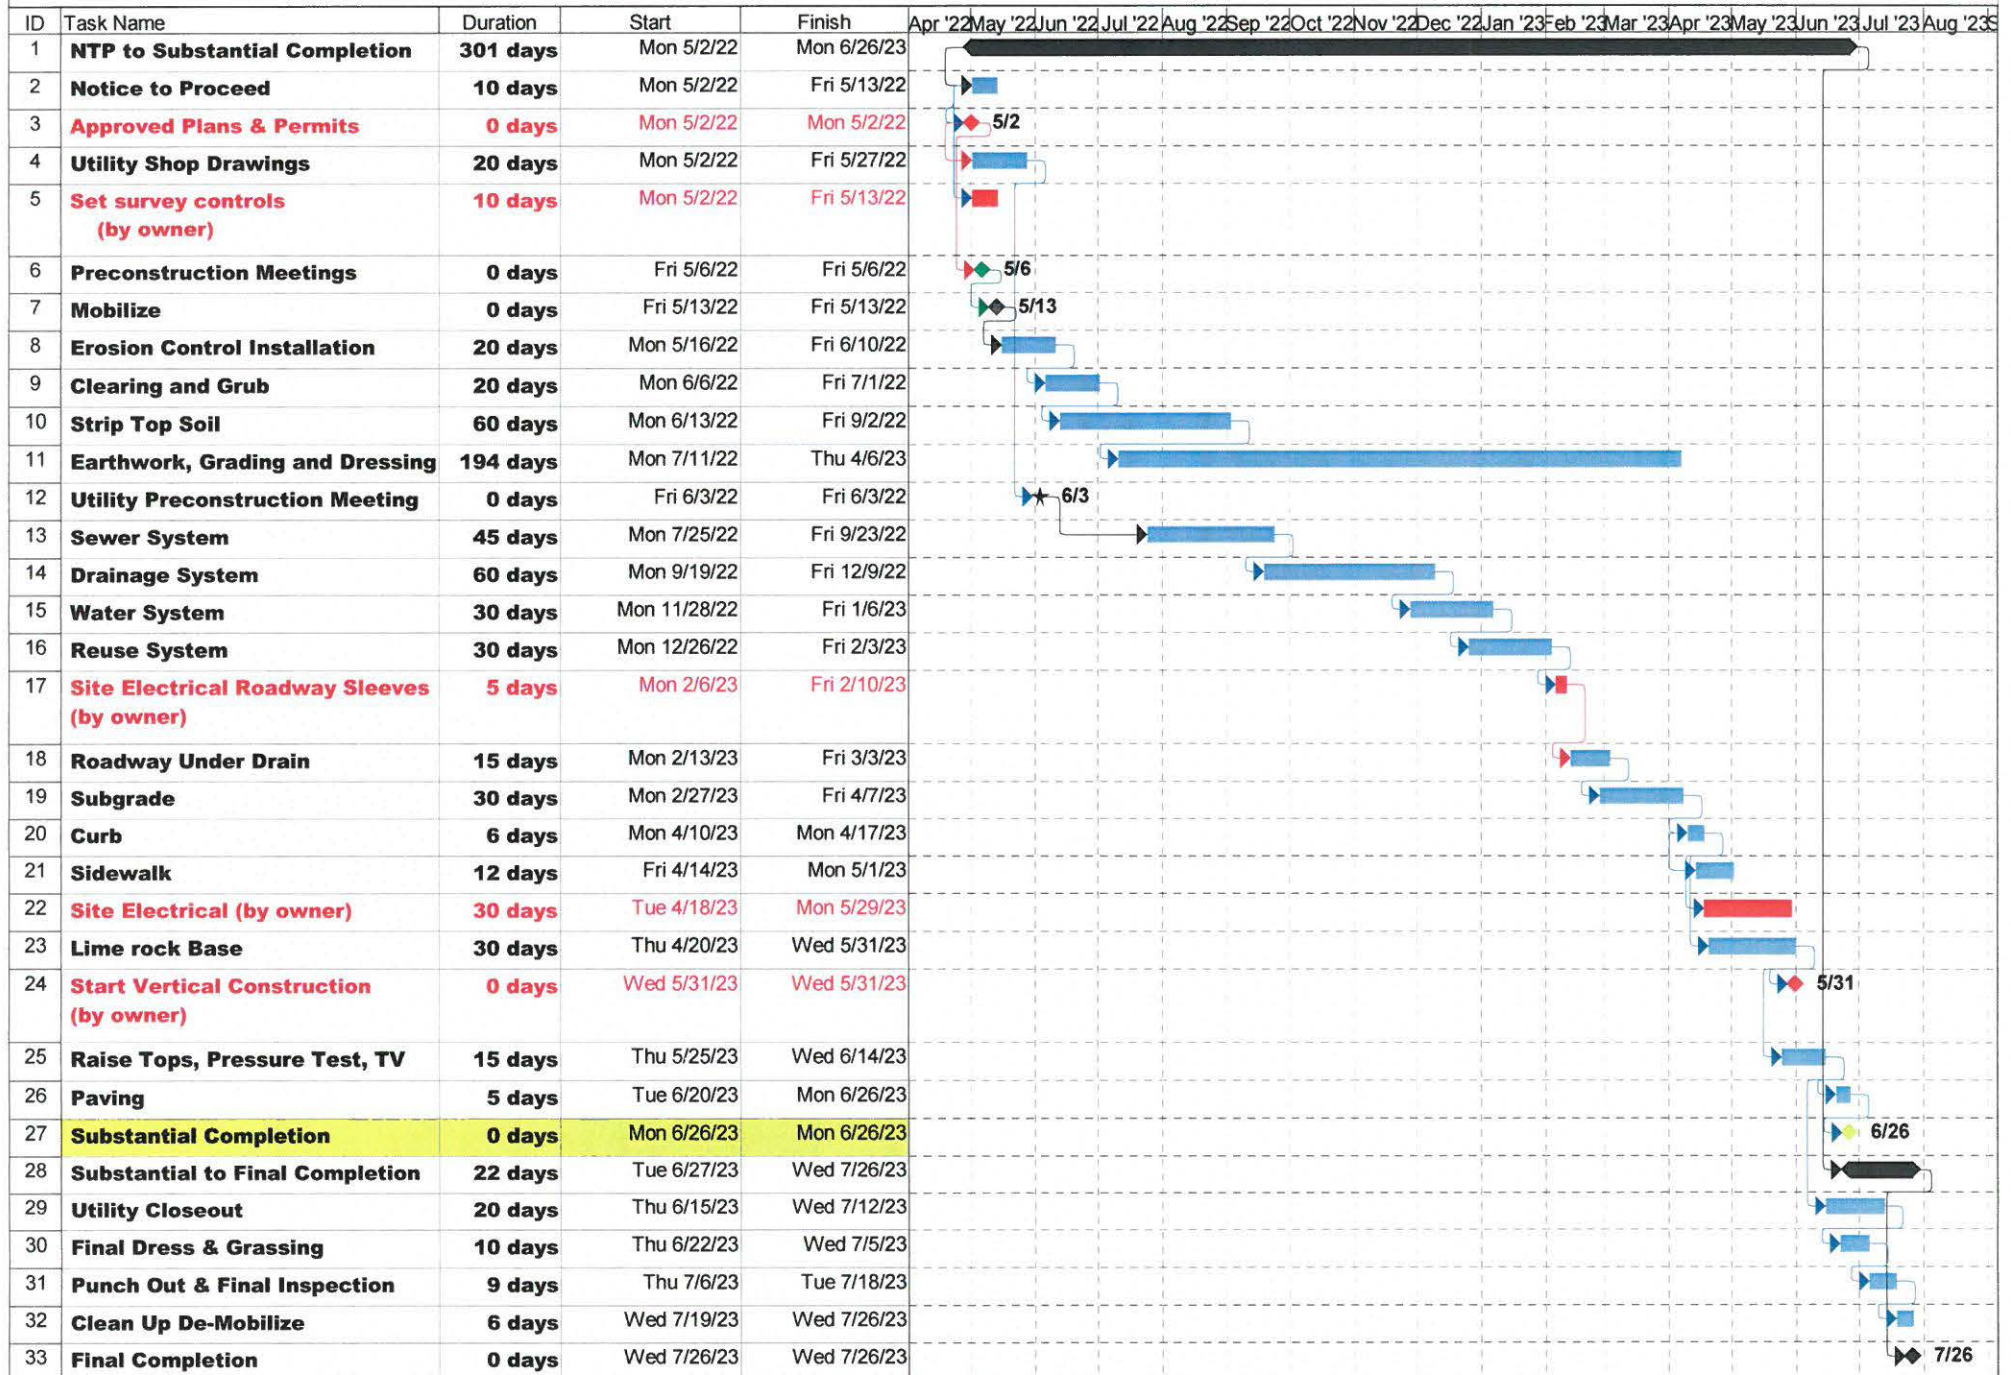 ID Task Name Duration Start Finish Apr '22 May '22 Jun '22 Jul '22 Aug '22 Sep '22 Oct '22 Nov '22 Dec '22 Jan '23 Feb '23 Mar '23 Apr '23 May '23 Jun '23 Jul '23 Aug '23 S
1 NTP to Substantial Completion 301 days Mon 5/2/22 Mon 6/26/23
2 Notice to Proceed 10 days Mon 5/2/22 Fri 5/13/22
3 Approved Plans & Permits 0 days Mon 5/2/22 Mon 5/2/22 5/2
4 Utility Shop Drawings 20 days Mon 5/2/22 Fri 5/27/22
5 Set survey controls 10 days Mon 5/2/22 Fri 5/13/22
(by owner)
6 Preconstruction Meetings 0 days Fri 5/6/22 Fri 5/6/22 5/6
7 Mobilize 0 days Fri 5/13/22 Fri 5/13/22 5/13
8 Erosion Control Installation 20 days Mon 5/16/22 Fri 6/10/22
9 Clearing and Grub 20 days Mon 6/6/22 Fri 7/1/22
10 Strip Top Soil 60 days Mon 6/13/22 Fri 9/2/22
11 Earthwork, Grading and Dressing 194 days Mon 7/11/22 Thu 4/6/23
12 Utility Preconstruction Meeting 0 days Fri 6/3/22 Fri 6/3/22 6/3
13 Sewer System 45 days Mon 7/25/22 Fri 9/23/22
14 Drainage System 60 days Mon 9/19/22 Fri 12/9/22
15 Water System 30 days Mon 11/28/22 Fri 1/6/23
16 Reuse System 30 days Mon 12/26/22 Fri 2/3/23
17 Site Electrical Roadway Sleeves 5 days Mon 2/6/23 Fri 2/10/23
(by owner)
18 Roadway Under Drain 15 days Mon 2/13/23 Fri 3/3/23
19 Subgrade 30 days Mon 2/27/23 Fri 4/7/23
20 Curb 6 days Mon 4/10/23 Mon 4/17/23
21 Sidewalk 12 days Fri 4/14/23 Mon 5/1/23
22 Site Electrical (by owner) 30 days Tue 4/18/23 Mon 5/29/23
23 Lime rock Base 30 days Thu 4/20/23 Wed 5/31/23
24 Start Vertical Construction 0 days Wed 5/31/23 Wed 5/31/23 5/31
(by owner)
25 Raise Tops, Pressure Test, TV 15 days Thu 5/25/23 Wed 6/14/23
26 Paving 5 days Tue 6/20/23 Mon 6/26/23
27 Substantial Completion 0 days Mon 6/26/23 Mon 6/26/23 6/26
28 Substantial to Final Completion 22 days Tue 6/27/23 Wed 7/26/23
29 Utility Closeout 20 days Thu 6/15/23 Wed 7/12/23
30 Final Dress & Grassing 10 days Thu 6/22/23 Wed 7/5/23
31 Punch Out & Final Inspection 9 days Thu 7/6/23 Tue 7/18/23
32 Clean Up De-Mobilize 6 days Wed 7/19/23 Wed 7/26/23
33 Final Completion 0 days Wed 7/26/23 Wed 7/26/23 7/26